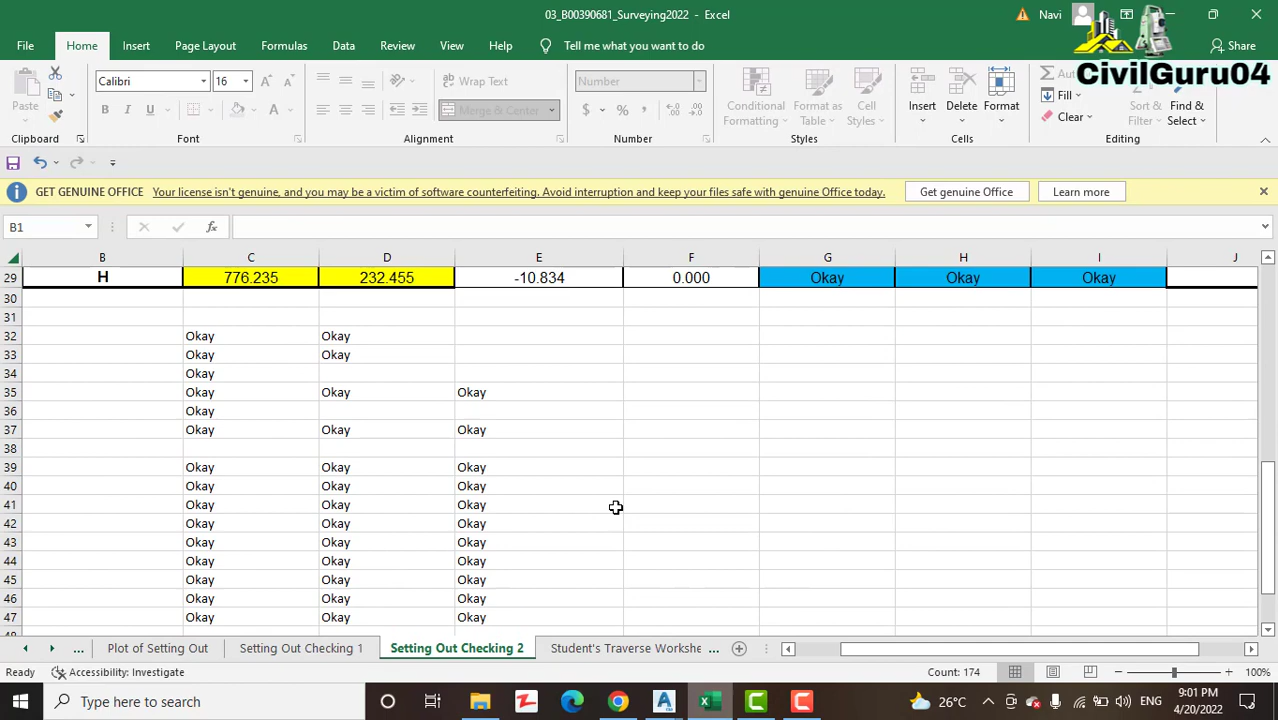 03_B00390681_Surveying2022 - Excel
Navi
File Home Insert Page Layout Formulas Data Review View Help Tell me what you want to do Share
CivilGuru04
Paste
Calibri 16
Wrap Text
Merge & Center
Number
Conditional Formatting
Format as Table
Cell Styles
Insert Delete Format
Fill
Clear
Find & Select
Clipboard Font Alignment Number Styles Cells Editing
GET GENUINE OFFICE Your license isn't genuine, and you may be a victim of software counterfeiting. Avoid interruption and keep your files safe with genuine Office today. Get genuine Office Learn more
B1 fx
B C D E F G H I J
29 H 776.235 232.455 -10.834 0.000 Okay Okay Okay
30
31
32 Okay Okay
33 Okay Okay
34 Okay
35 Okay Okay Okay
36 Okay
37 Okay Okay Okay
38
39 Okay Okay Okay
40 Okay Okay Okay
41 Okay Okay Okay
42 Okay Okay Okay
43 Okay Okay Okay
44 Okay Okay Okay
45 Okay Okay Okay
46 Okay Okay Okay
47 Okay Okay Okay
... Plot of Setting Out Setting Out Checking 1 Setting Out Checking 2 Student's Traverse Workshe ...
Ready Accessibility: Investigate Count: 174 100%
Type here to search
26°C ENG
9:01 PM
4/20/2022